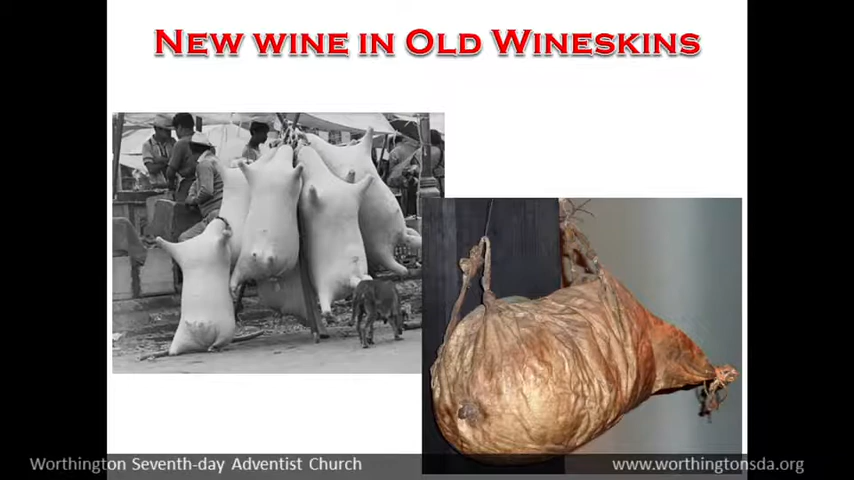 New wine in Old Wineskins
Worthington Seventh-day Adventist Church
www.worthingtonsda.org